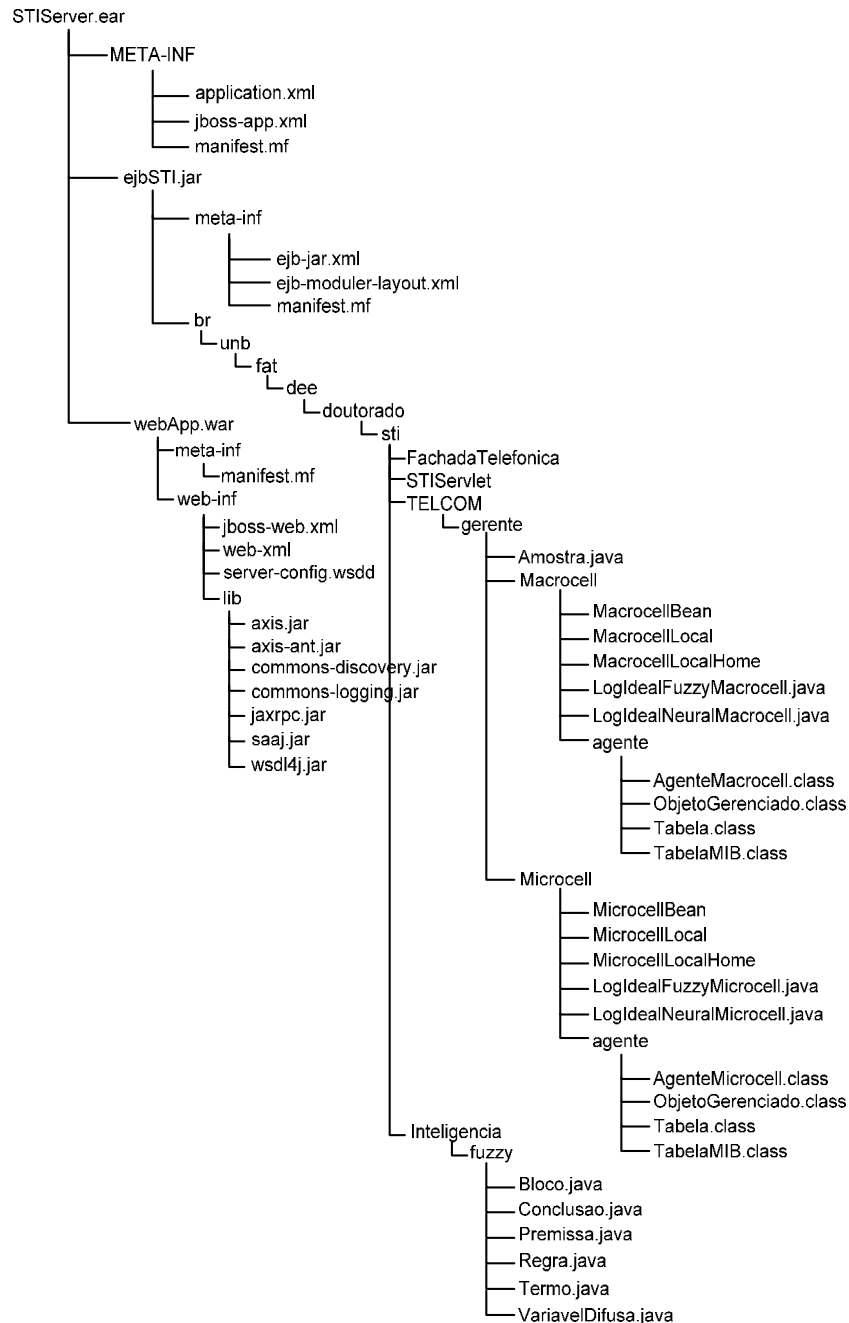 STIServer.ear
META-INF
application.xml
jboss-app.xml
manifest.mf
ejbSTI.jar
meta-inf
ejb-jar.xml
ejb-moduler-layout.xml
manifest.mf
br
unb
fat
dee
doutorado
sti
webApp.war
meta-inf
manifest.mf
web-inf
jboss-web.xml
web-xml
server-config.wsdd
lib
axis.jar
axis-ant.jar
commons-discovery.jar
commons-logging.jar
jaxrpc.jar
saaj.jar
wsdl4j.jar
FachadaTelefonica
STIServlet
TELCOM
gerente
Amostra.java
Macrocell
MacrocellBean
MacrocellLocal
MacrocellLocalHome
LogIdealFuzzyMacrocell.java
LogIdealNeuralMacrocell.java
agente
AgenteMacrocell.class
ObjetoGerenciado.class
Tabela.class
TabelaMIB.class
Microcell
MicrocellBean
MicrocellLocal
MicrocellLocalHome
LogIdealFuzzyMicrocell.java
LogIdealNeuralMicrocell.java
agente
AgenteMicrocell.class
ObjetoGerenciado.class
Tabela.class
TabelaMIB.class
Inteligencia
fuzzy
Bloco.java
Conclusao.java
Premissa.java
Regra.java
Termo.java
VariavelDifusa.java